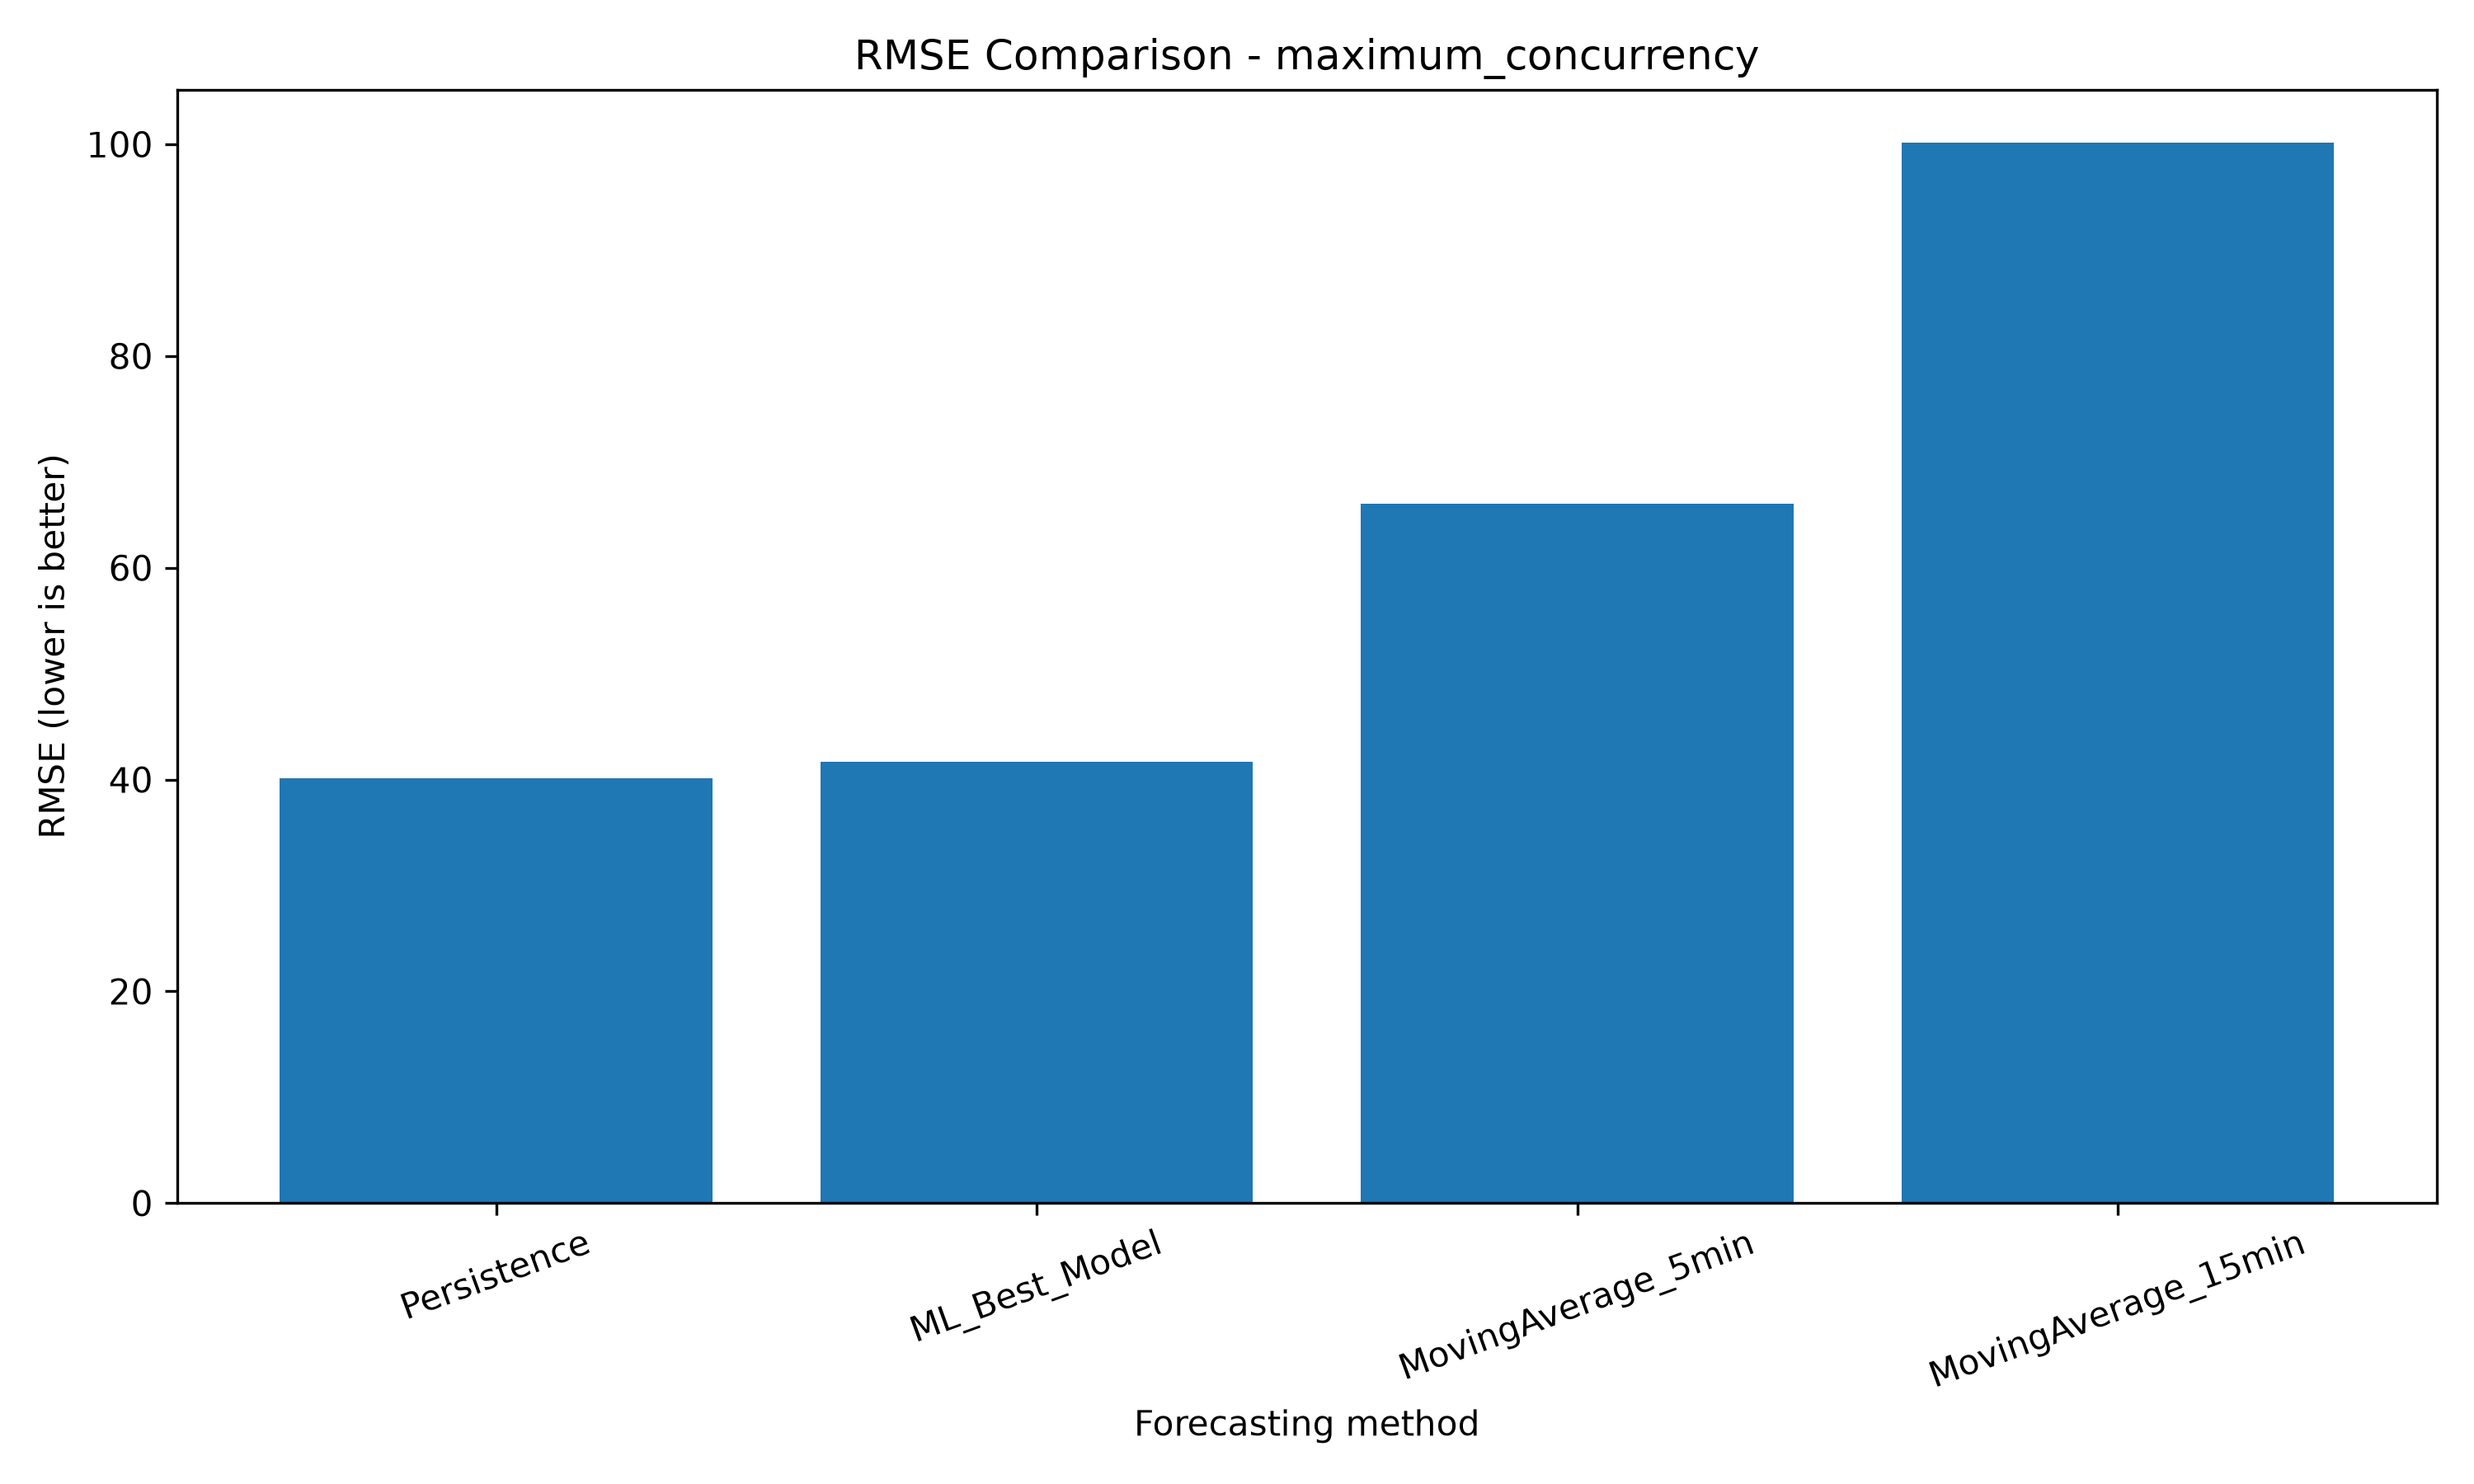 RMSE Comparison - maximum_concurrency
RMSE (lower is better)
100
80
60
40
20
0
Persistence
ML_Best_Model
MovingAverage_5min
MovingAverage_15min
Forecasting method